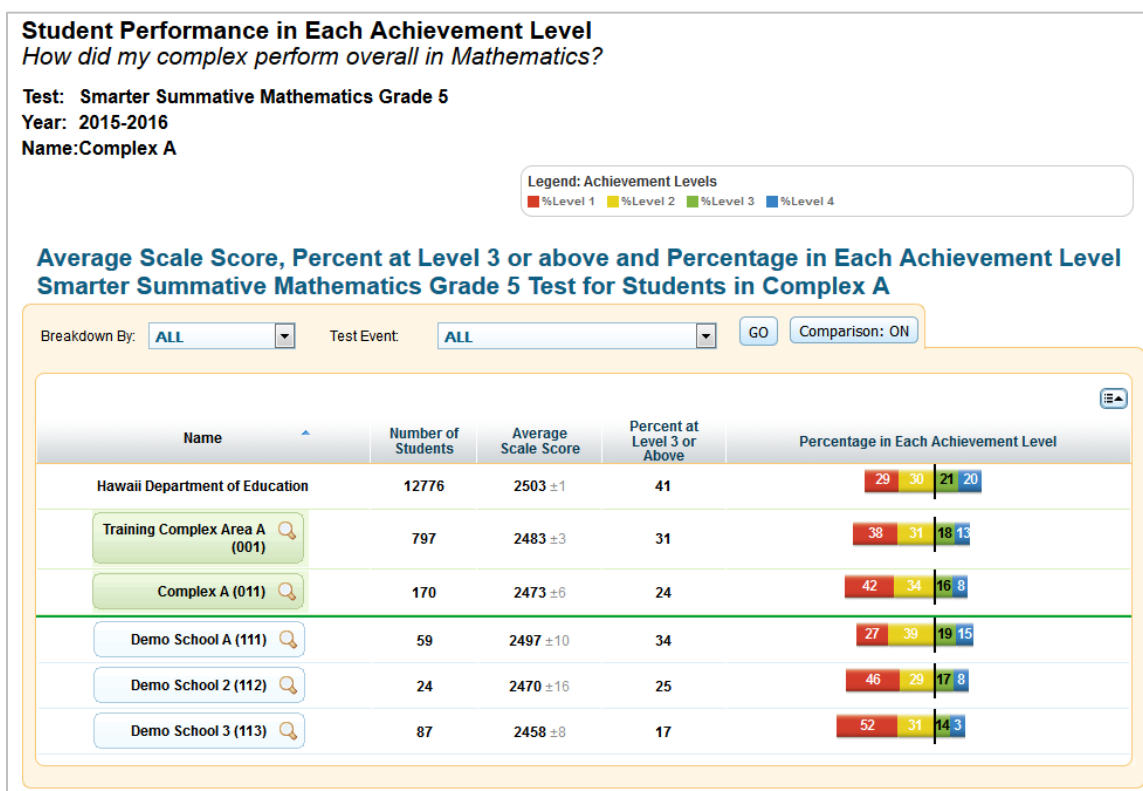 Student Performance in Each Achievement Level
How did my complex perform overall in Mathematics?
Test: Smarter Summative Mathematics Grade 5
Year: 2015-2016
Name:Complex A
Legend: Achievement Levels
%Level 1 %Level 2 %Level 3 %Level 4
Average Scale Score, Percent at Level 3 or above and Percentage in Each Achievement Level
Smarter Summative Mathematics Grade 5 Test for Students in Complex A
Breakdown By: ALL Test Event: ALL GO Comparison: ON
Name Number of Students Average Scale Score Percent at Level 3 or Above Percentage in Each Achievement Level
Hawaii Department of Education 12776 2503 ±1 41 29 30 21 20
Training Complex Area A (001) 797 2483 ±3 31 38 31 18 13
Complex A (011) 170 2473 ±6 24 42 34 16 8
Demo School A (111) 59 2497 ±10 34 27 39 19 15
Demo School 2 (112) 24 2470 ±16 25 46 29 17 8
Demo School 3 (113) 87 2458 ±8 17 52 31 14 3